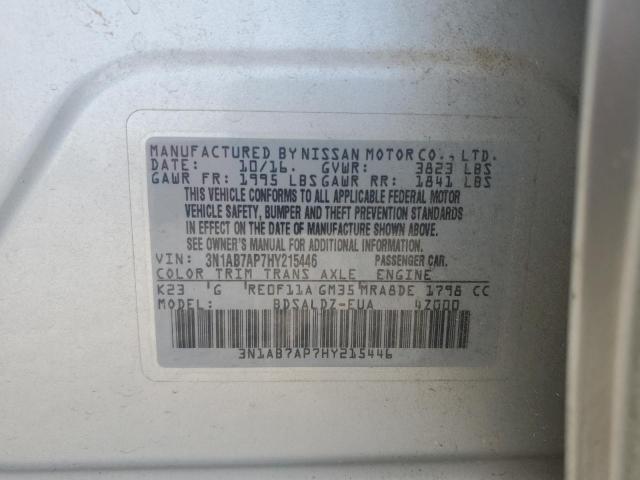 MANUFACTURED BY NISSAN MOTOR CO., LTD.
DATE: 10/16 GVWR: 3823 LBS
GAWR FR: 1995 LBS GAWR RR: 1841 LBS
THIS VEHICLE CONFORMS TO ALL APPLICABLE FEDERAL MOTOR
VEHICLE SAFETY, BUMPER AND THEFT PREVENTION STANDARDS
IN EFFECT ON THE DATE OF MANUFACTURE SHOWN ABOVE.
SEE OWNER'S MANUAL FOR ADDITIONAL INFORMATION.
VIN: 3N1AB7AP7HY215446 PASSENGER CAR.
COLOR TRIM TRANS AXLE ENGINE
K23 G RE0F11A GM35 MRA8DE 1798 CC
MODEL: BDSALDZ-EUA 4Z000
3N1AB7AP7HY215446